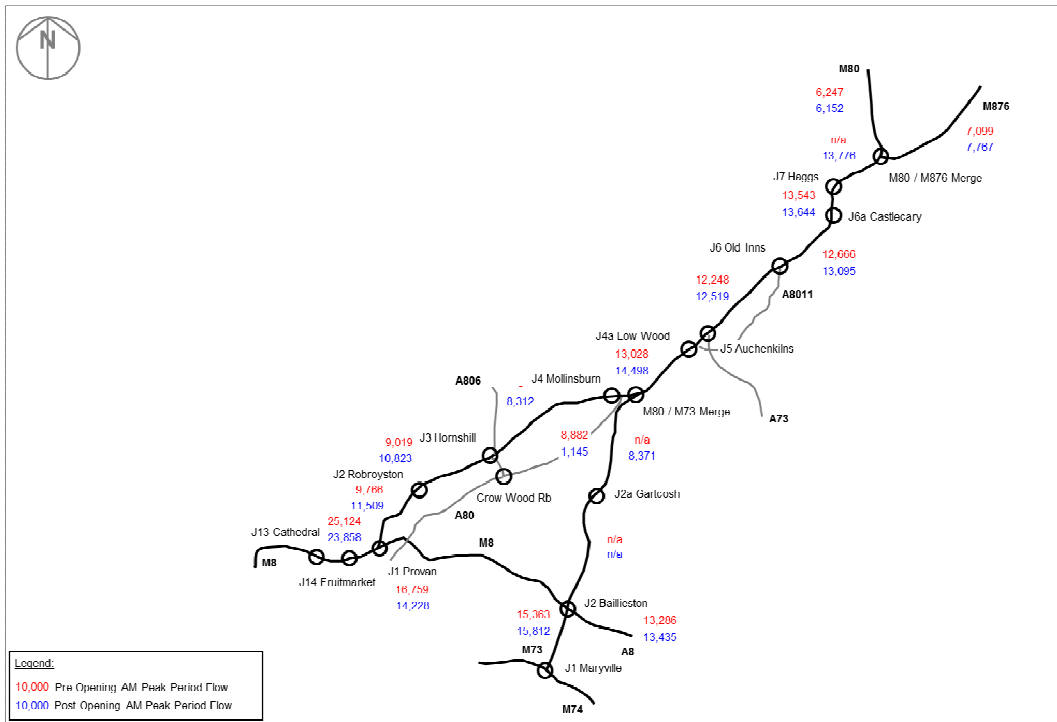 N
M80
6,247
6,152
M876
7,099
7,767
n/a
13,776
M80 / M876 Merge
J7 Haggs
13,543
13,644
J6a Castlecary
J6 Old Inns
12,666
13,095
12,248
12,519
A8011
J4a Low Wood
J5 Auchenkilns
13,028
14,498
J4 Mollinsburn
A806
-
8,312
M80 / M73 Merge
A73
J3 Hornshill
8,882
1,145
n/a
8,371
9,019
10,823
J2 Robroyston
Crow Wood Rb
J2a Gartcosh
9,766
11,509
A80
25,124
23,858
J13 Cathedral
M8
n/a
n/a
M8
J14 Fruitmarket
J1 Provan
16,759
14,228
J2 Baillieston
15,363
15,812
13,286
13,435
M73
A8
J1 Maryville
M74
Legend:
10,000 Pre Opening AM Peak Period Flow
10,000 Post Opening AM Peak Period Flow